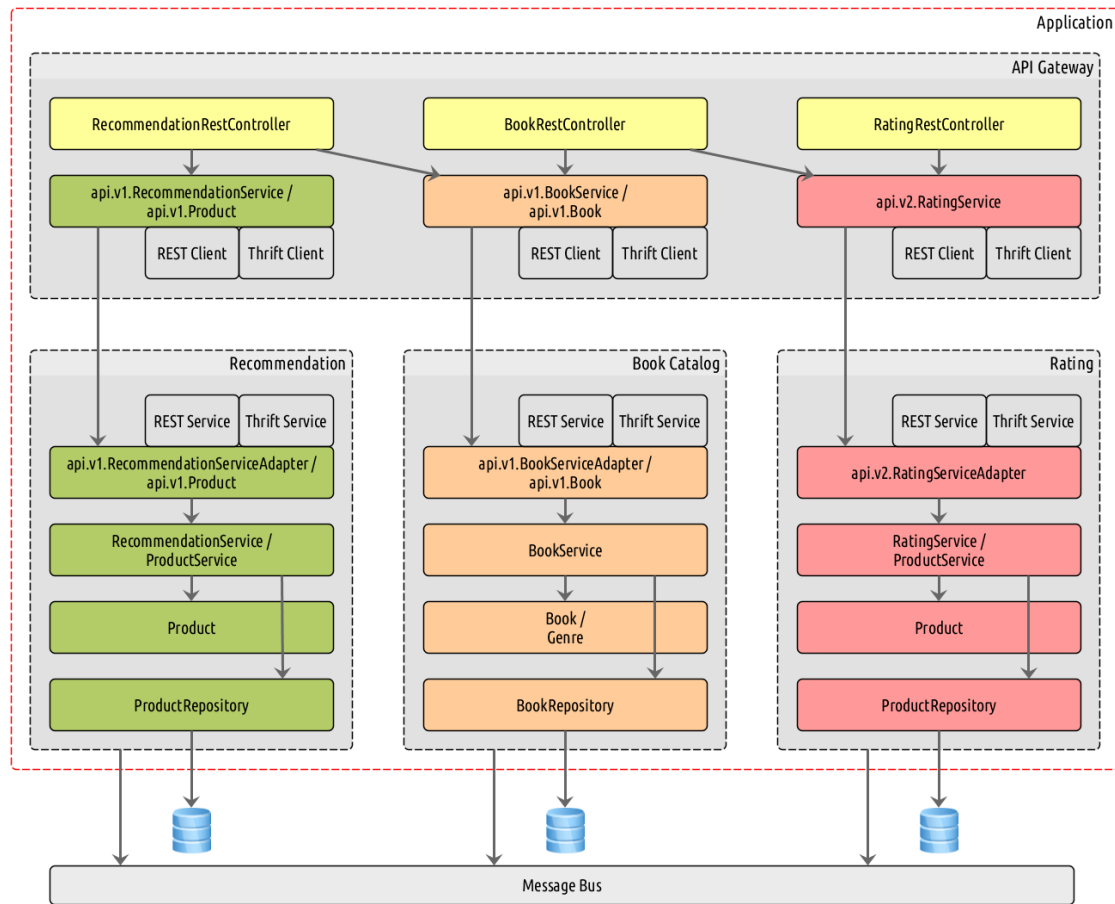 Application
API Gateway
RecommendationRestController
BookRestController
RatingRestController
api.v1.RecommendationService /
api.v1.Product
api.v1.BookService /
api.v1.Book
api.v2.RatingService
REST Client
Thrift Client
REST Client
Thrift Client
REST Client
Thrift Client
Recommendation
Book Catalog
Rating
REST Service
Thrift Service
REST Service
Thrift Service
REST Service
Thrift Service
api.v1.RecommendationServiceAdapter /
api.v1.Product
api.v1.BookServiceAdapter /
api.v1.Book
api.v2.RatingServiceAdapter
RecommendationService /
ProductService
BookService
RatingService /
ProductService
Product
Book /
Genre
Product
ProductRepository
BookRepository
ProductRepository
Message Bus